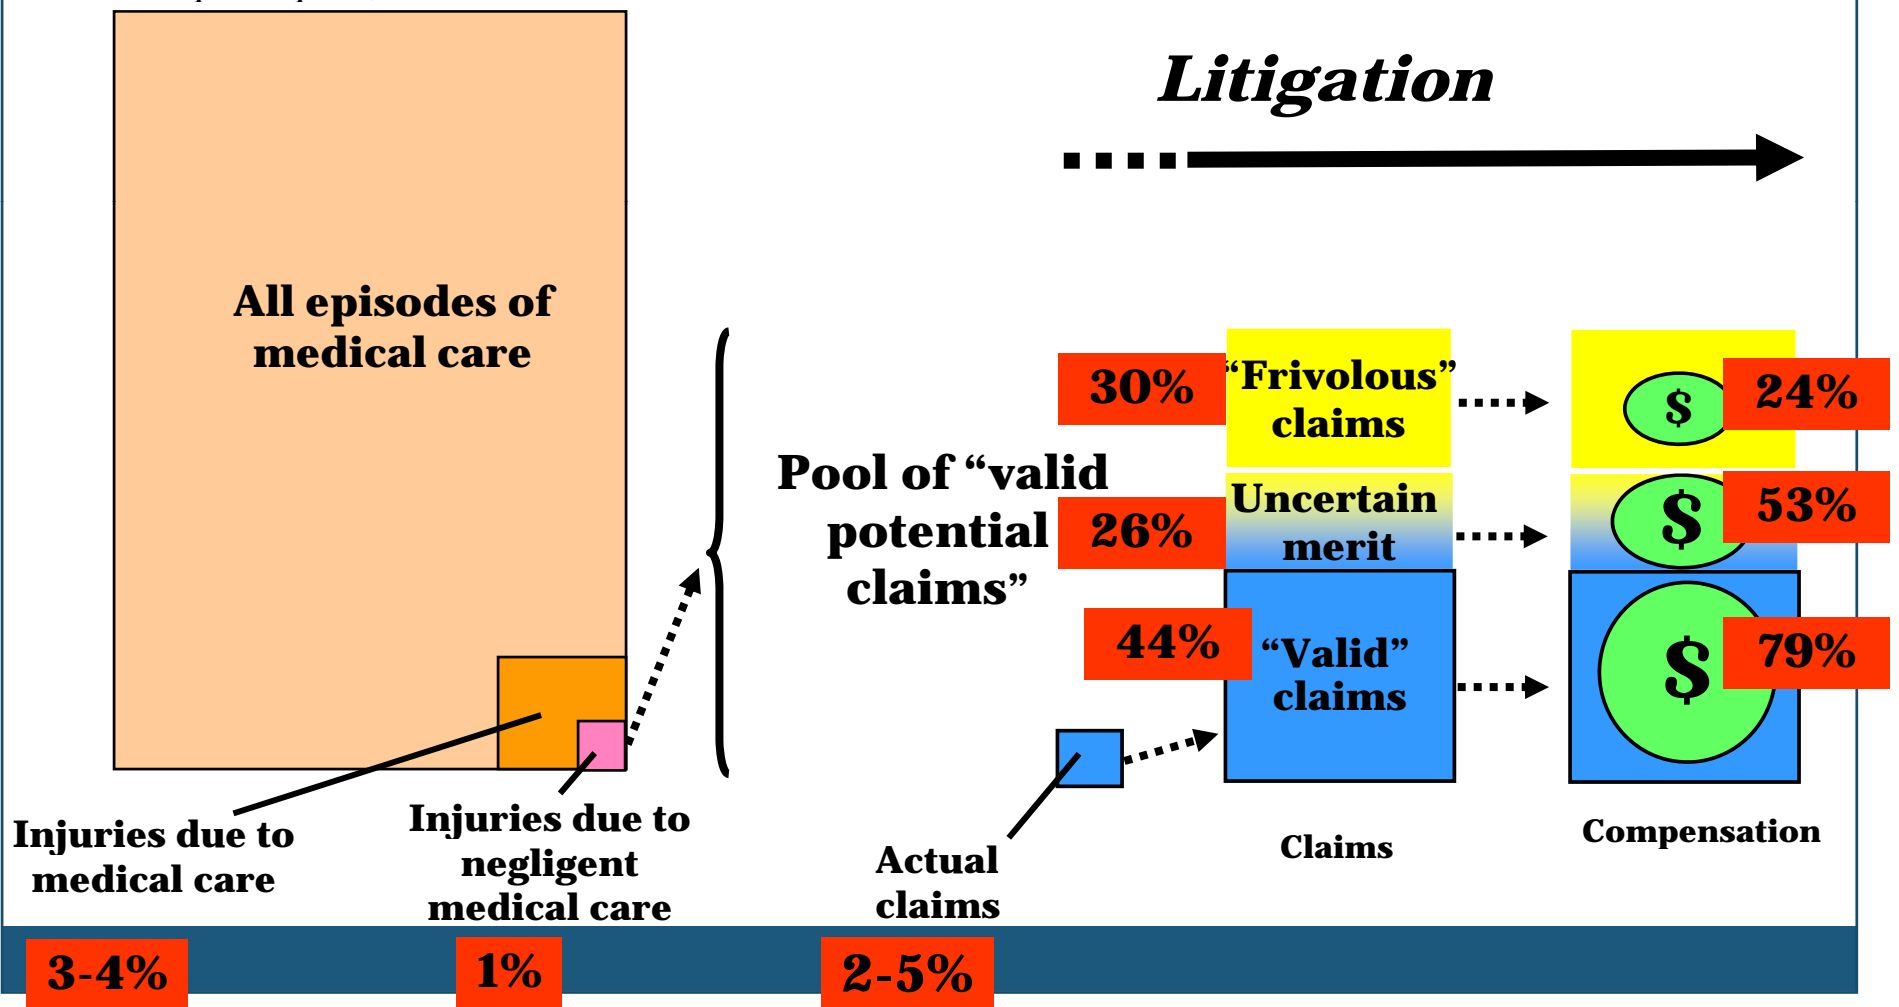 Litigation
All episodes of
medical care
30%
“Frivolous”
claims
$
24%
Pool of “valid
potential
claims”
26%
Uncertain
merit
$
53%
44%
“Valid”
claims
$
79%
Injuries due to
medical care
Injuries due to
negligent
medical care
Actual
claims
Claims
Compensation
3-4%
1%
2-5%